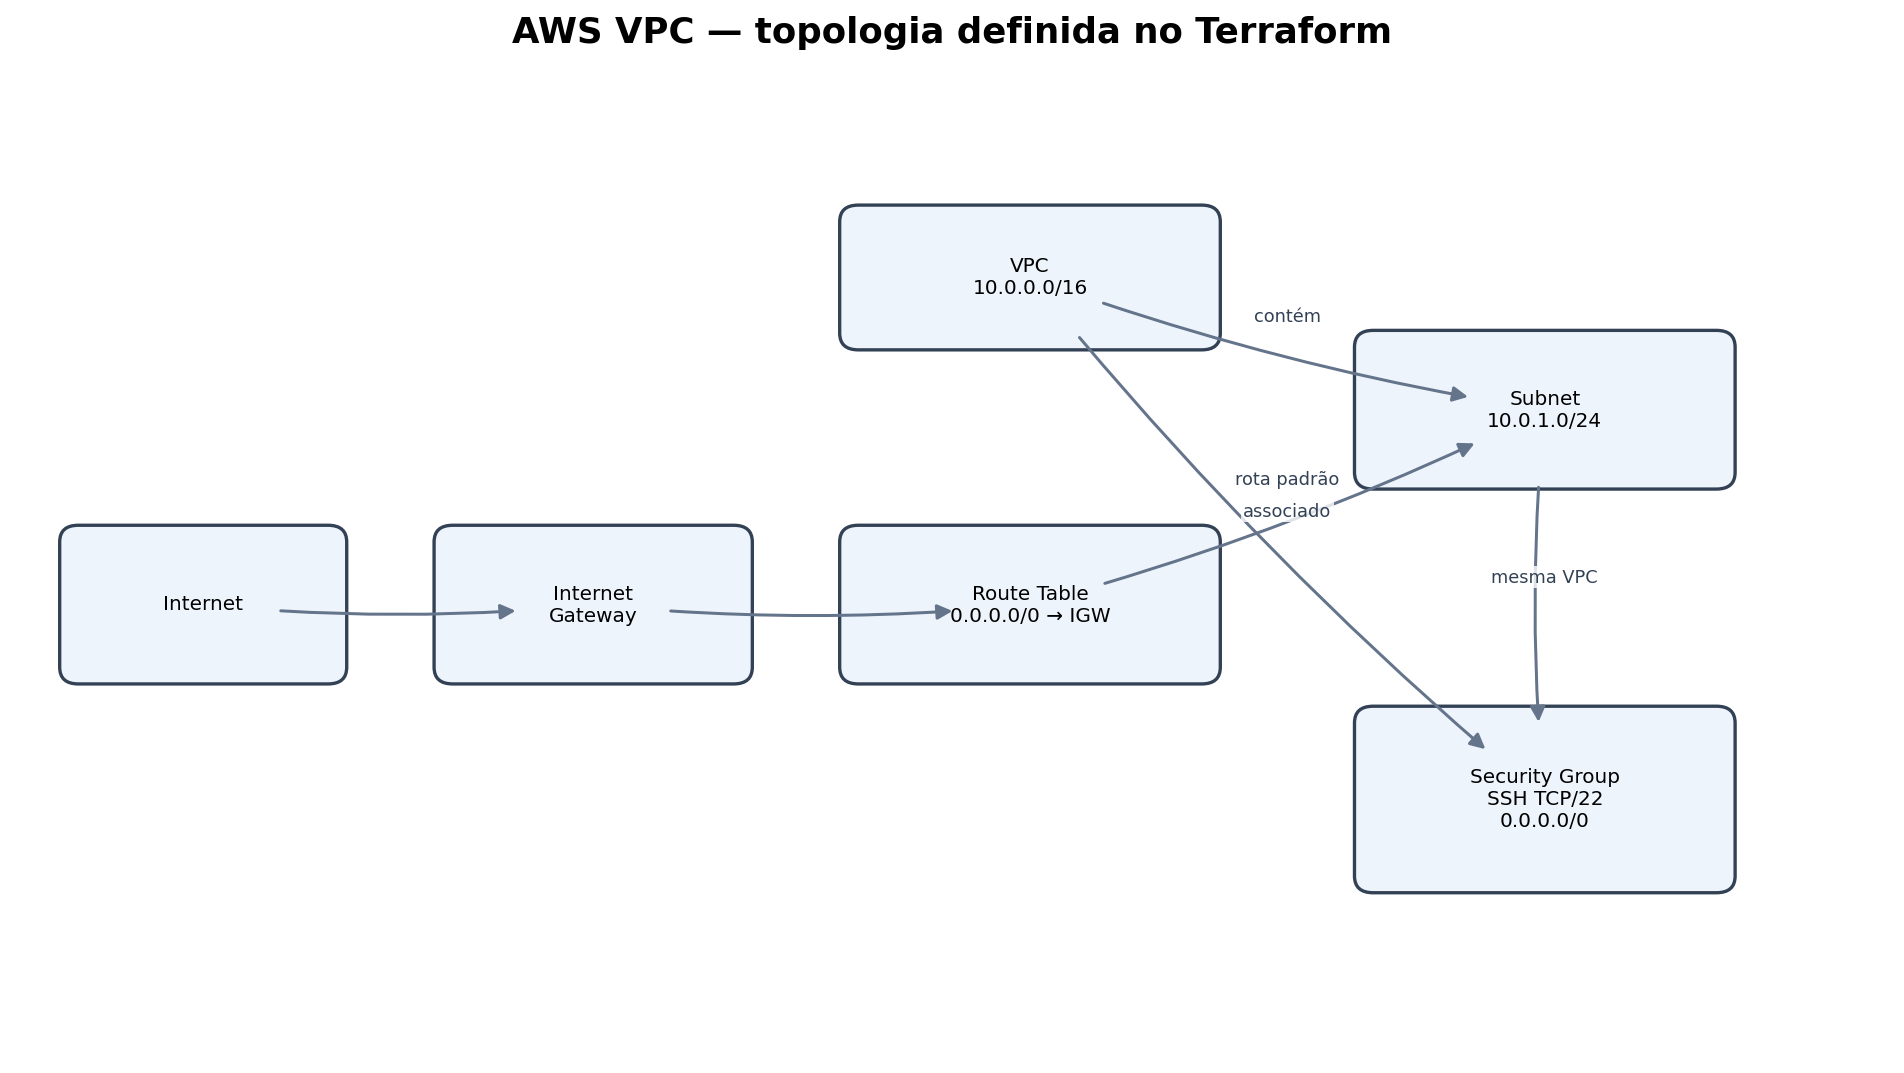 AWS VPC — topologia definida no Terraform
VPC
10.0.0.0/16
contém
Subnet
10.0.1.0/24
rota padrão
associado
Internet
Internet
Gateway
Route Table
0.0.0.0/0 → IGW
mesma VPC
Security Group
SSH TCP/22
0.0.0.0/0